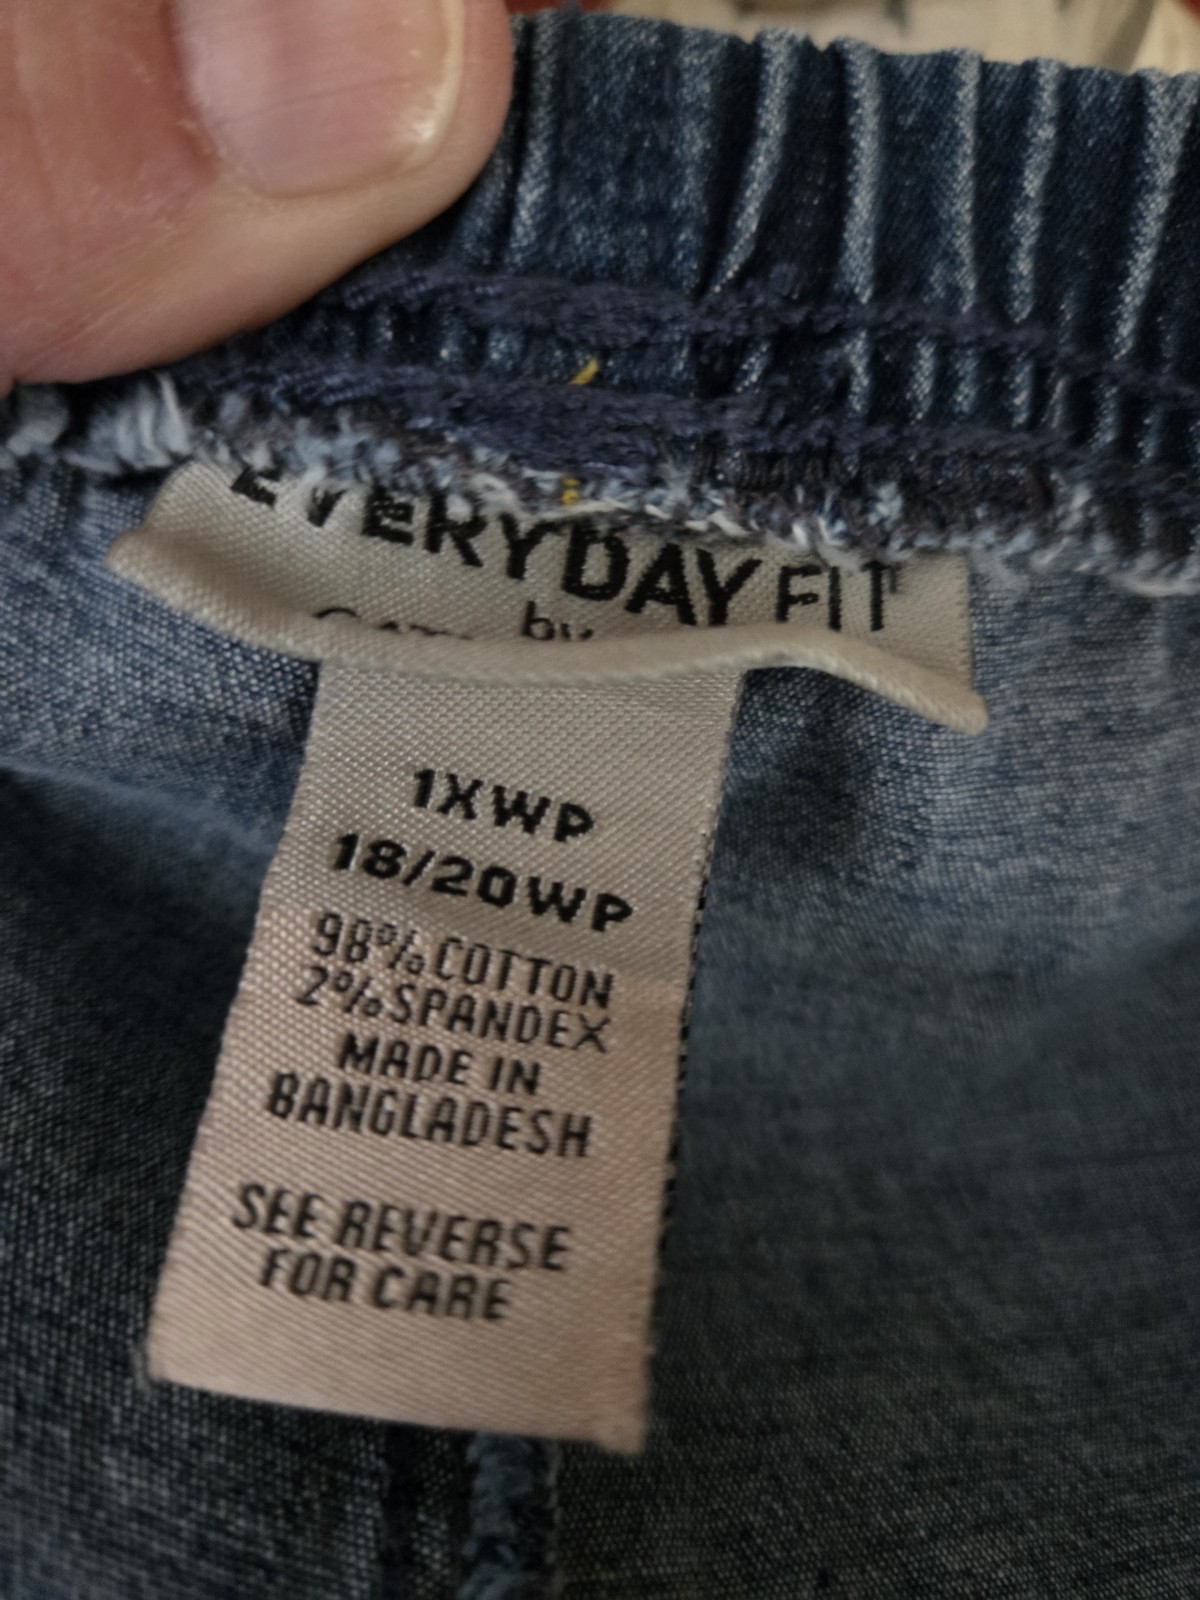 EVERYDAY FIT
by
1XWP
18/20WP
98% COTTON
2% SPANDEX
MADE IN
BANGLADESH
SEE REVERSE
FOR CARE